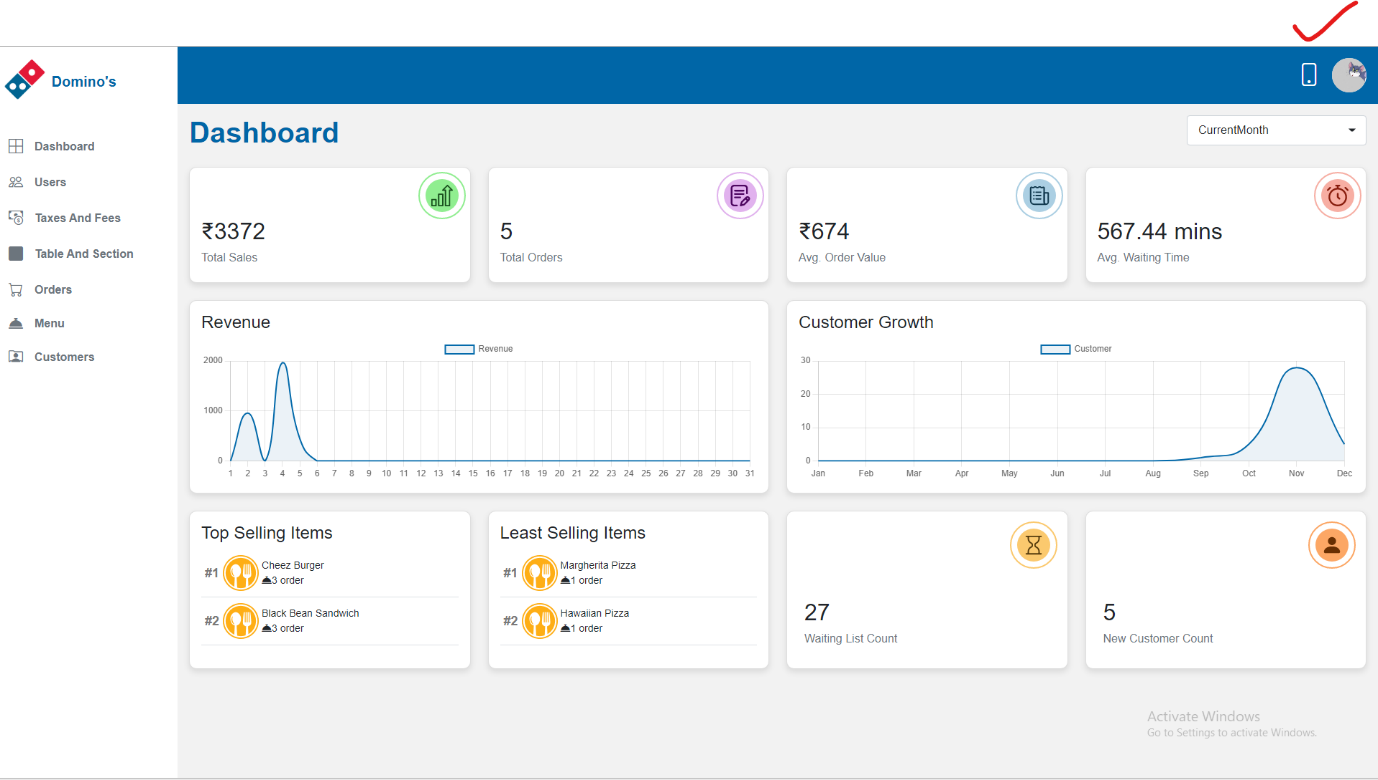 Domino's
Dashboard
Users
Taxes And Fees
Table And Section
Orders
Menu
Customers
Dashboard
CurrentMonth
₹3372
Total Sales
5
Total Orders
₹674
Avg. Order Value
567.44 mins
Avg. Waiting Time
Revenue
Revenue
2000
1000
0
1 2 3 4 5 6 7 8 9 10 11 12 13 14 15 16 17 18 19 20 21 22 23 24 25 26 27 28 29 30 31
Customer Growth
Customer
30
20
10
0
Jan Feb Mar Apr May Jun Jul Aug Sep Oct Nov Dec
Top Selling Items
#1 Cheez Burger
3 order
#2 Black Bean Sandwich
3 order
Least Selling Items
#1 Margherita Pizza
1 order
#2 Hawaiian Pizza
1 order
27
Waiting List Count
5
New Customer Count
Activate Windows
Go to Settings to activate Windows.